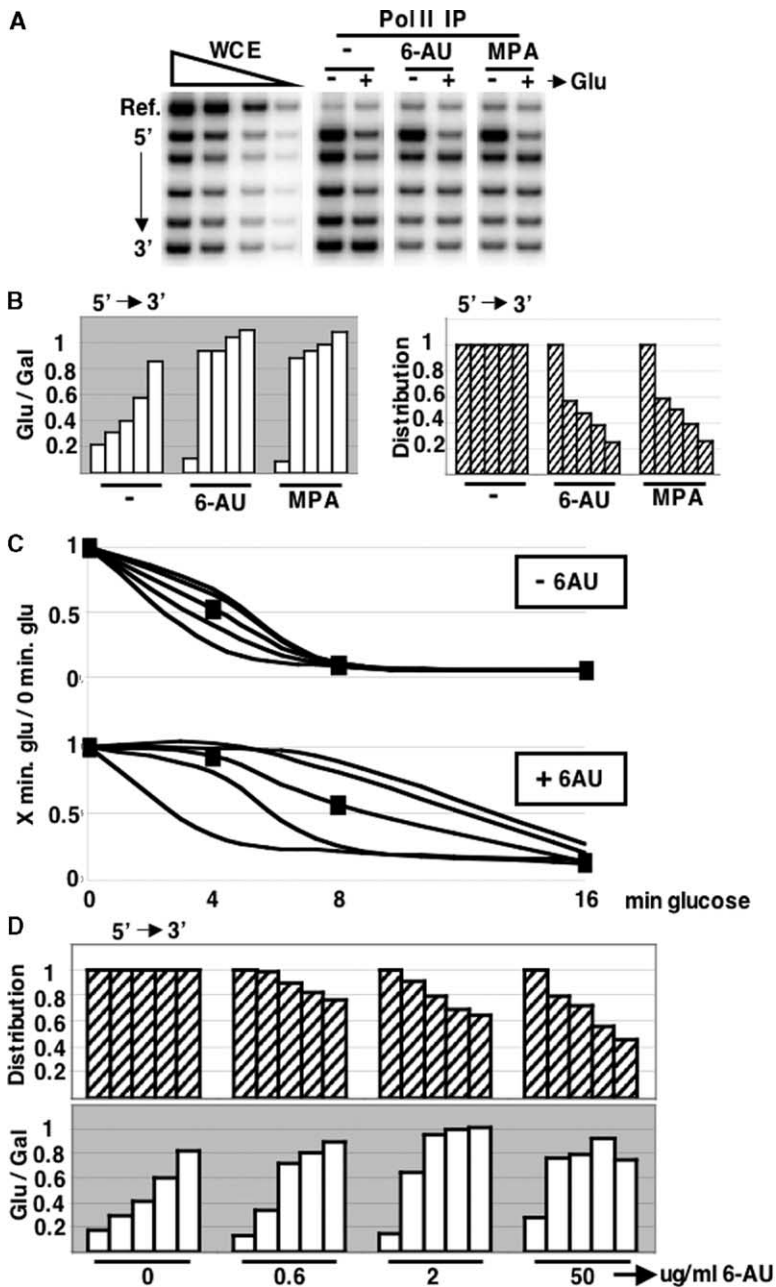 A
Pol II IP
WCE
- 6-AU MPA
- + - + - + → Glu
Ref.
5'
3'
B
5' → 3'
Glu / Gal
1
0.8
0.6
0.4
0.2
- 6-AU MPA
5' → 3'
Distribution
1
0.8
0.6
0.4
0.2
- 6-AU MPA
C
X min. glu / 0 min. glu
1
0.5
0
- 6AU
1
0.5
0
+ 6AU
0 4 8 16 min glucose
D
5' → 3'
Distribution
1
0.8
0.6
0.4
0.2
Glu / Gal
1
0.8
0.6
0.4
0.2
0 0.6 2 50 → ug/ml 6-AU